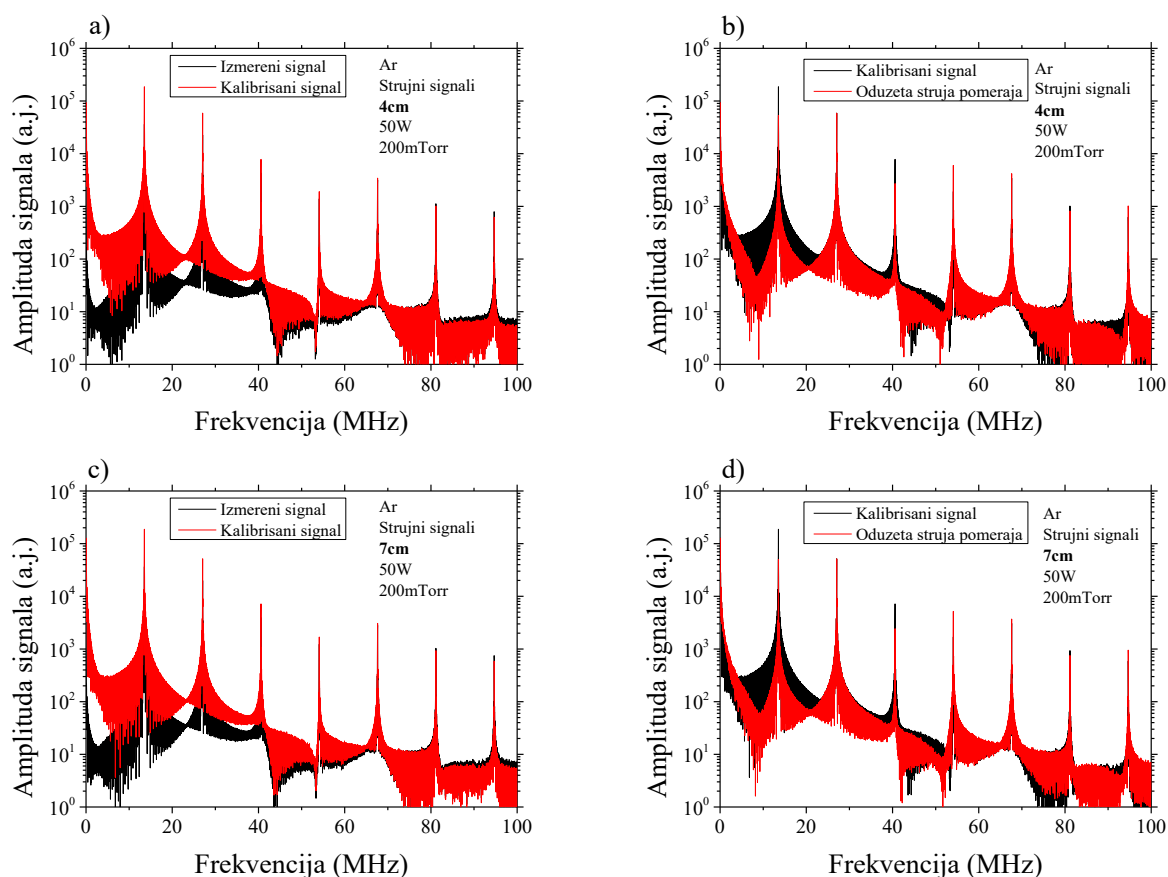 a)
Amplituda signala (a.j.)
10^6
10^5
10^4
10^3
10^2
10^1
10^0
Izmereni signal
Kalibrisani signal
Ar
Strujni signali
4cm
50W
200mTorr
0 20 40 60 80 100
Frekvencija (MHz)
b)
Amplituda signala (a.j.)
10^6
10^5
10^4
10^3
10^2
10^1
10^0
Kalibrisani signal
Oduzeta struja pomeraja
Ar
Strujni signali
4cm
50W
200mTorr
0 20 40 60 80 100
Frekvencija (MHz)
c)
Amplituda signala (a.j.)
10^6
10^5
10^4
10^3
10^2
10^1
10^0
Izmereni signal
Kalibrisani signal
Ar
Strujni signali
7cm
50W
200mTorr
0 20 40 60 80 100
Frekvencija (MHz)
d)
Amplituda signala (a.j.)
10^6
10^5
10^4
10^3
10^2
10^1
10^0
Kalibrisani signal
Oduzeta struja pomeraja
Ar
Strujni signali
7cm
50W
200mTorr
0 20 40 60 80 100
Frekvencija (MHz)